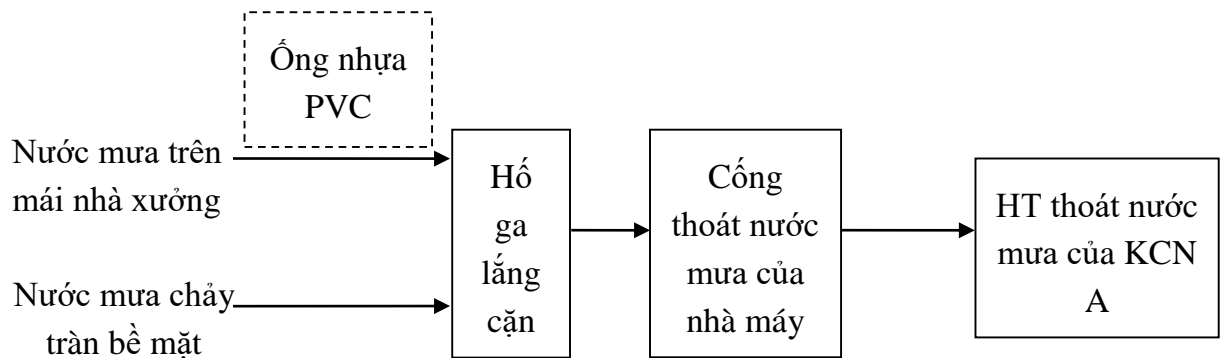 Ống nhựa
PVC
Nước mưa trên
mái nhà xưởng
Nước mưa chảy
tràn bề mặt
Hố
ga
lắng
cặn
Cống
thoát nước
mưa của
nhà máy
HT thoát nước
mưa của KCN
A